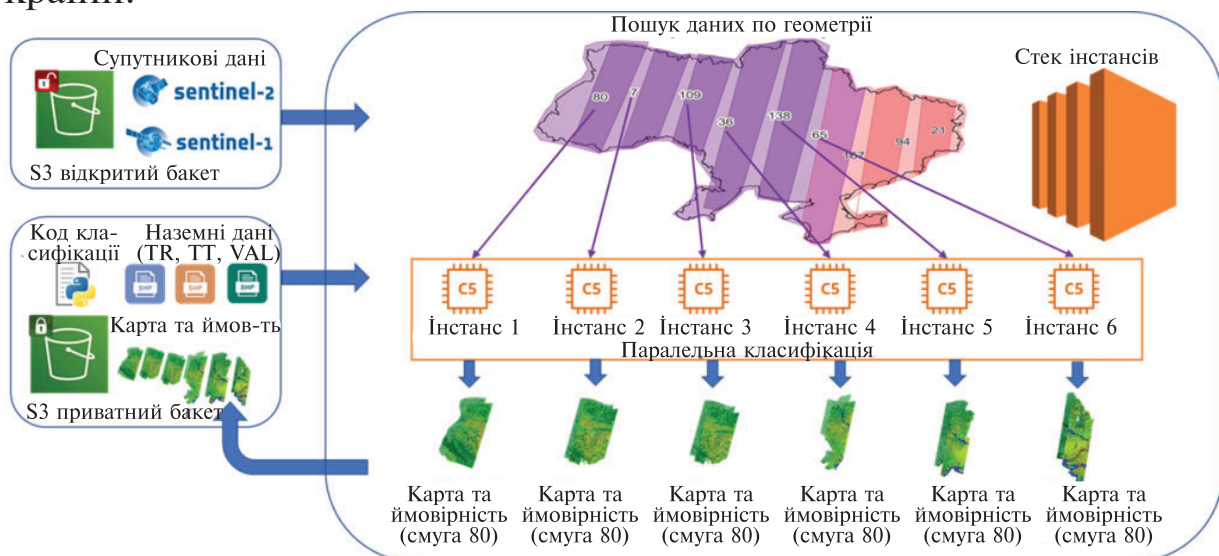 країни.
Супутникові дані
sentinel-2
sentinel-1
S3 відкритий бакет
Код кла-
сифікації
Наземні дані
(TR, TT, VAL)
SHP
SHP
SHP
Карта та ймов-ть
S3 приватний бакет
Пошук даних по геометрії
Стек інстансів
80
7
109
36
138
65
167
94
21
C5
C5
C5
C5
C5
C5
Інстанс 1
Інстанс 2
Інстанс 3
Інстанс 4
Інстанс 5
Інстанс 6
Паралельна класифікація
Карта та
ймовірність
(смуга 80)
Карта та
ймовірність
(смуга 80)
Карта та
ймовірність
(смуга 80)
Карта та
ймовірність
(смуга 80)
Карта та
ймовірність
(смуга 80)
Карта та
ймовірність
(смуга 80)